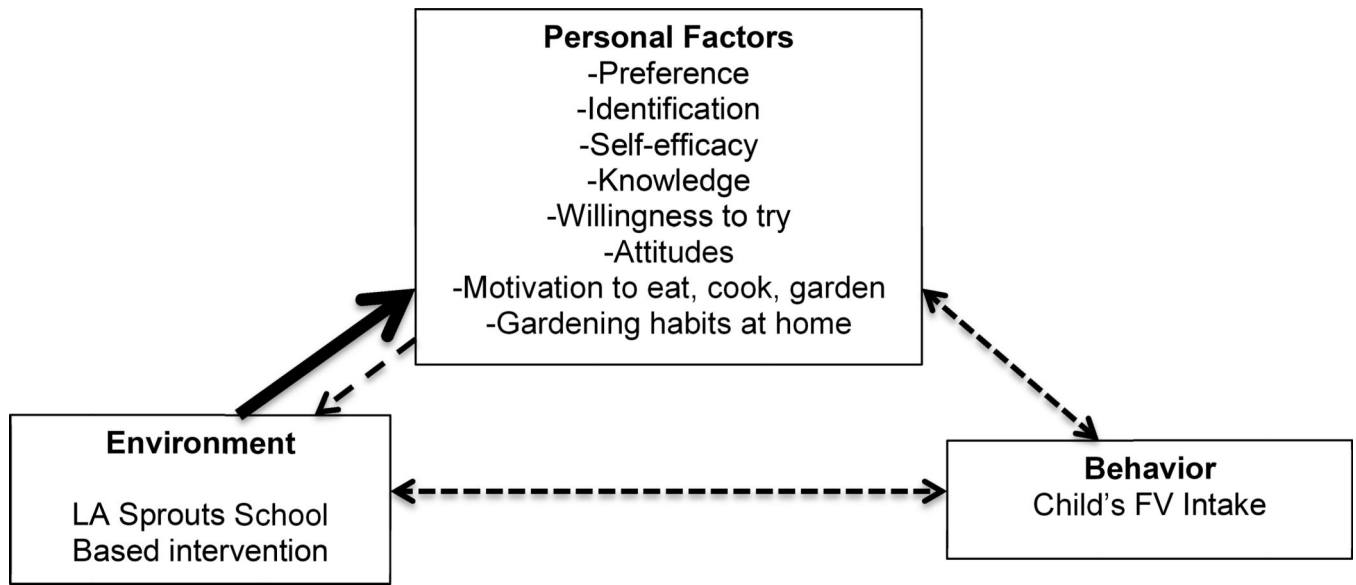 Personal Factors
-Preference
-Identification
-Self-efficacy
-Knowledge
-Willingness to try
-Attitudes
-Motivation to eat, cook, garden
-Gardening habits at home
Environment
LA Sprouts School
Based intervention
Behavior
Child's FV Intake